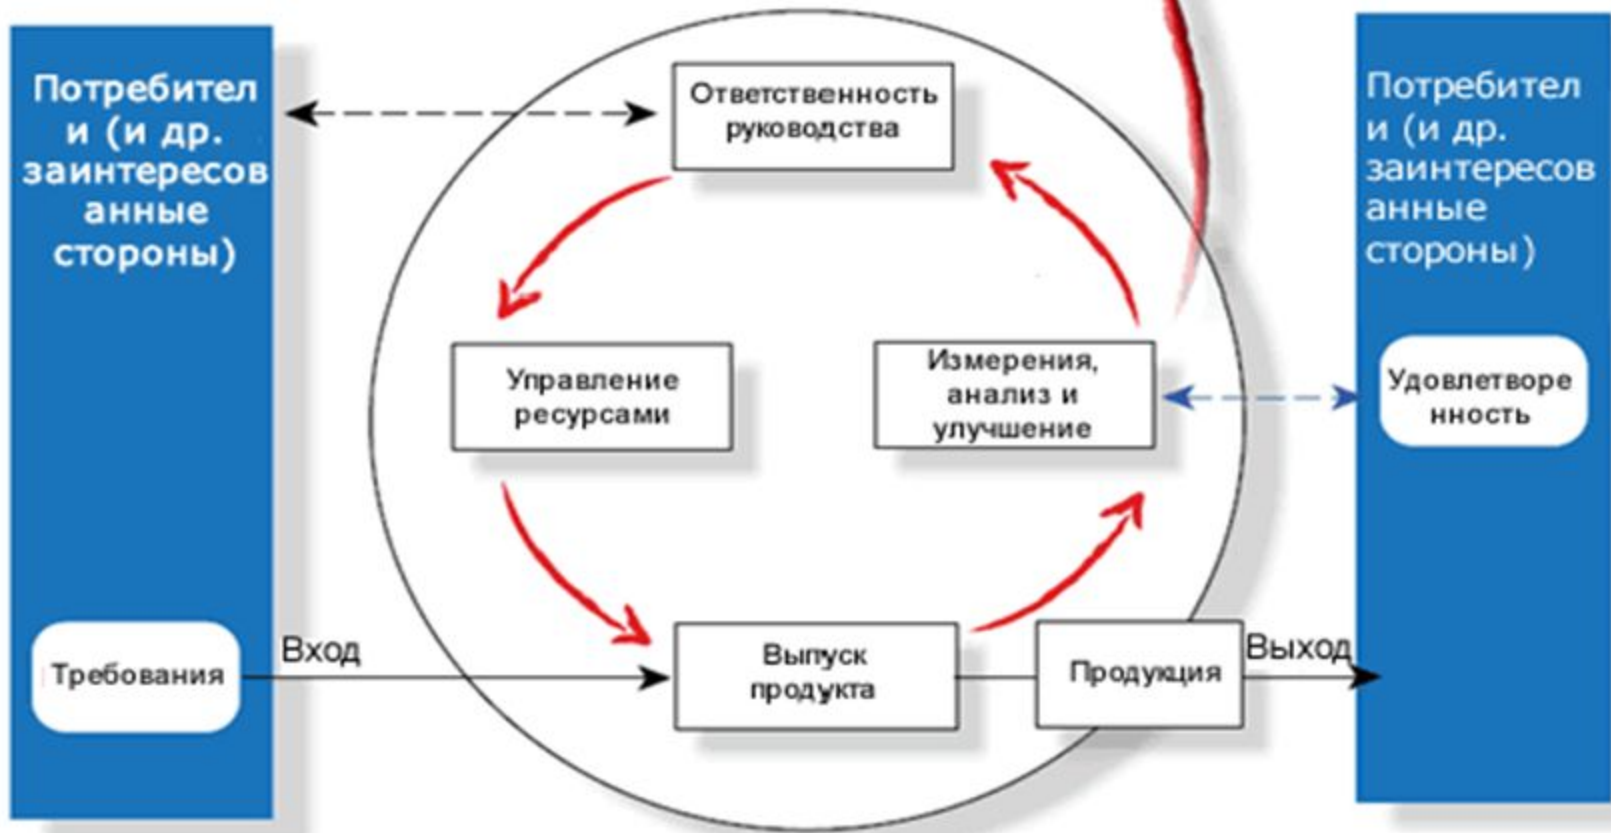 Потребител
и (и др.
заинтересов
анные
стороны)
Ответственность
руководства
Потребител
и (и др.
заинтересов
анные
стороны)
Управление
ресурсами
Измерения,
анализ и
улучшение
Удовлетворе
нность
Требования
Вход
Выпуск
продукта
Продукция
Выход